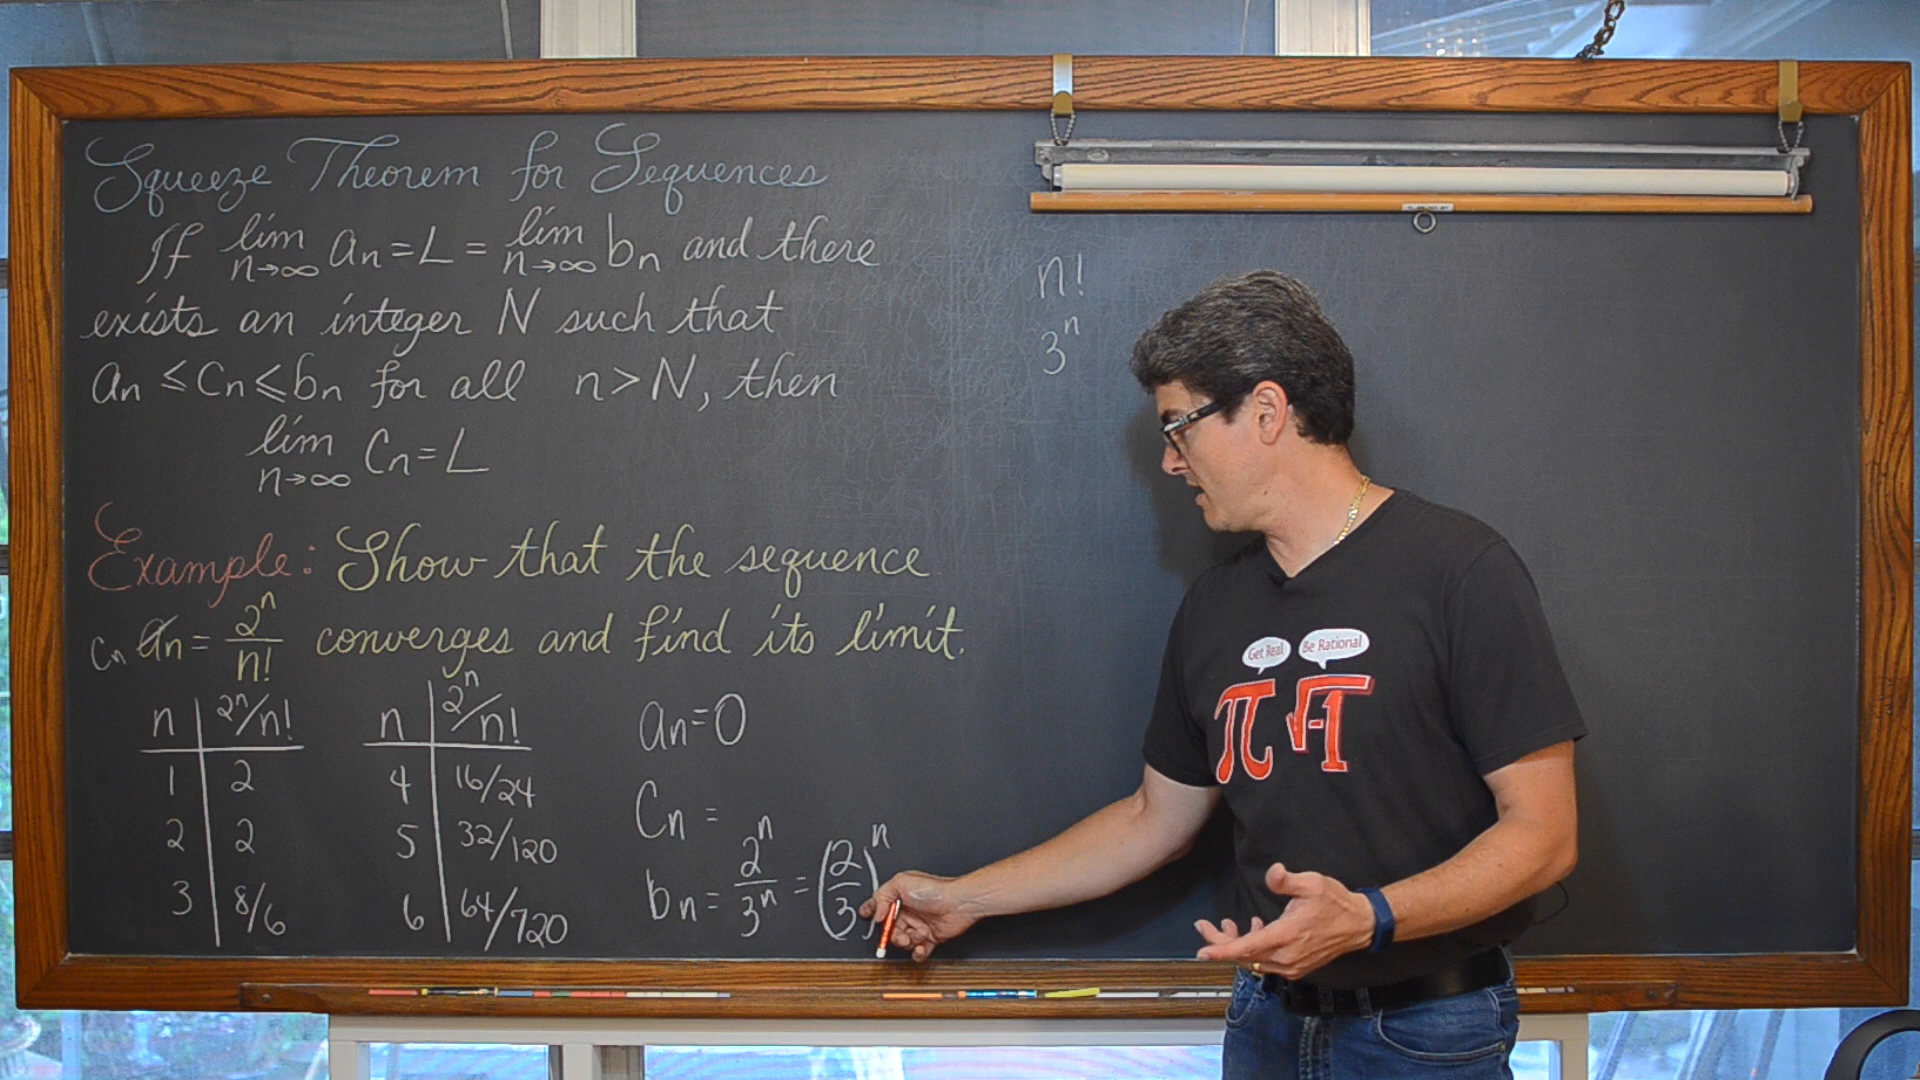 Squeeze Theorem for Sequences
If lim n→∞ an = L = lim n→∞ bn and there
exists an integer N such that
an ≤ cn ≤ bn for all n > N, then
lim n→∞ cn = L
Example: Show that the sequence
cn an = 2^n/n! converges and find its limit.
n | 2^n/n!
1 | 2
2 | 2
3 | 8/6
n | 2^n/n!
4 | 16/24
5 | 32/120
6 | 64/720
an = 0
Cn =
bn = 2^n/3^n = (2/3)^n
n!
3^n
Get Real
Be Rational
π √-1